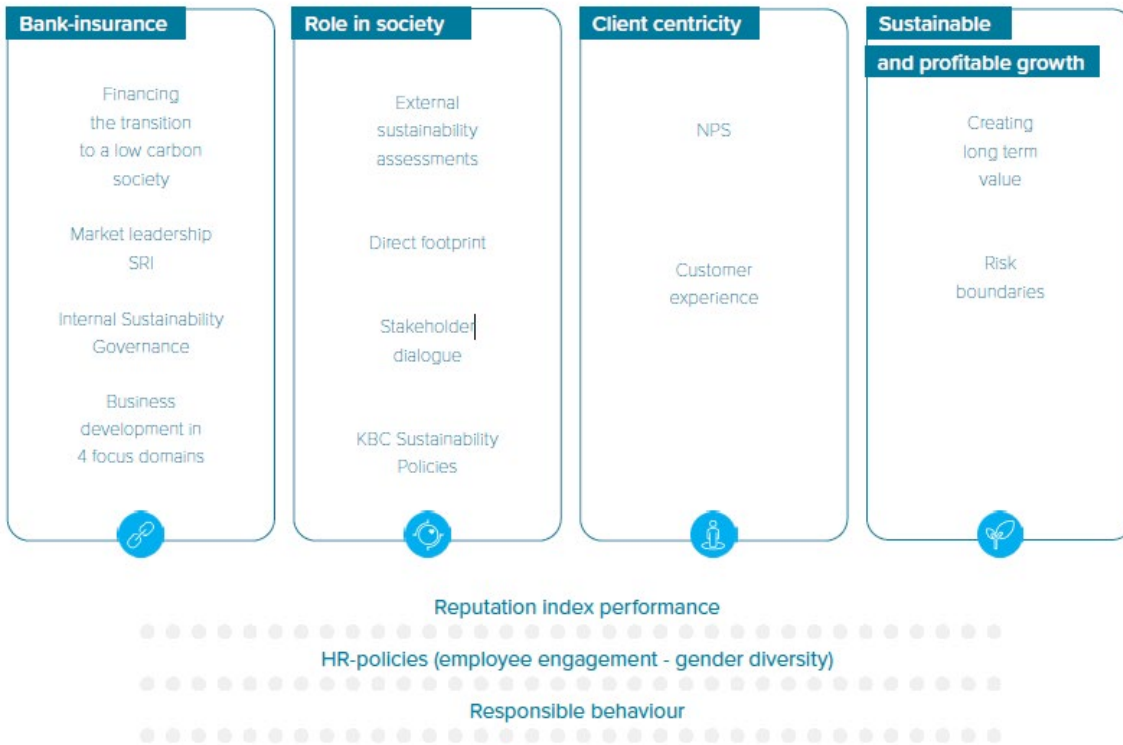 Bank-insurance
Financing
the transition
to a low carbon
society
Market leadership
SRI
Internal Sustainability
Governance
Business
development in
4 focus domains
Role in society
External
sustainability
assessments
Direct footprint
Stakeholder
dialogue
KBC Sustainability
Policies
Client centricity
NPS
Customer
experience
Sustainable
and profitable growth
Creating
long term
value
Risk
boundaries
Reputation index performance
HR-policies (employee engagement - gender diversity)
Responsible behaviour